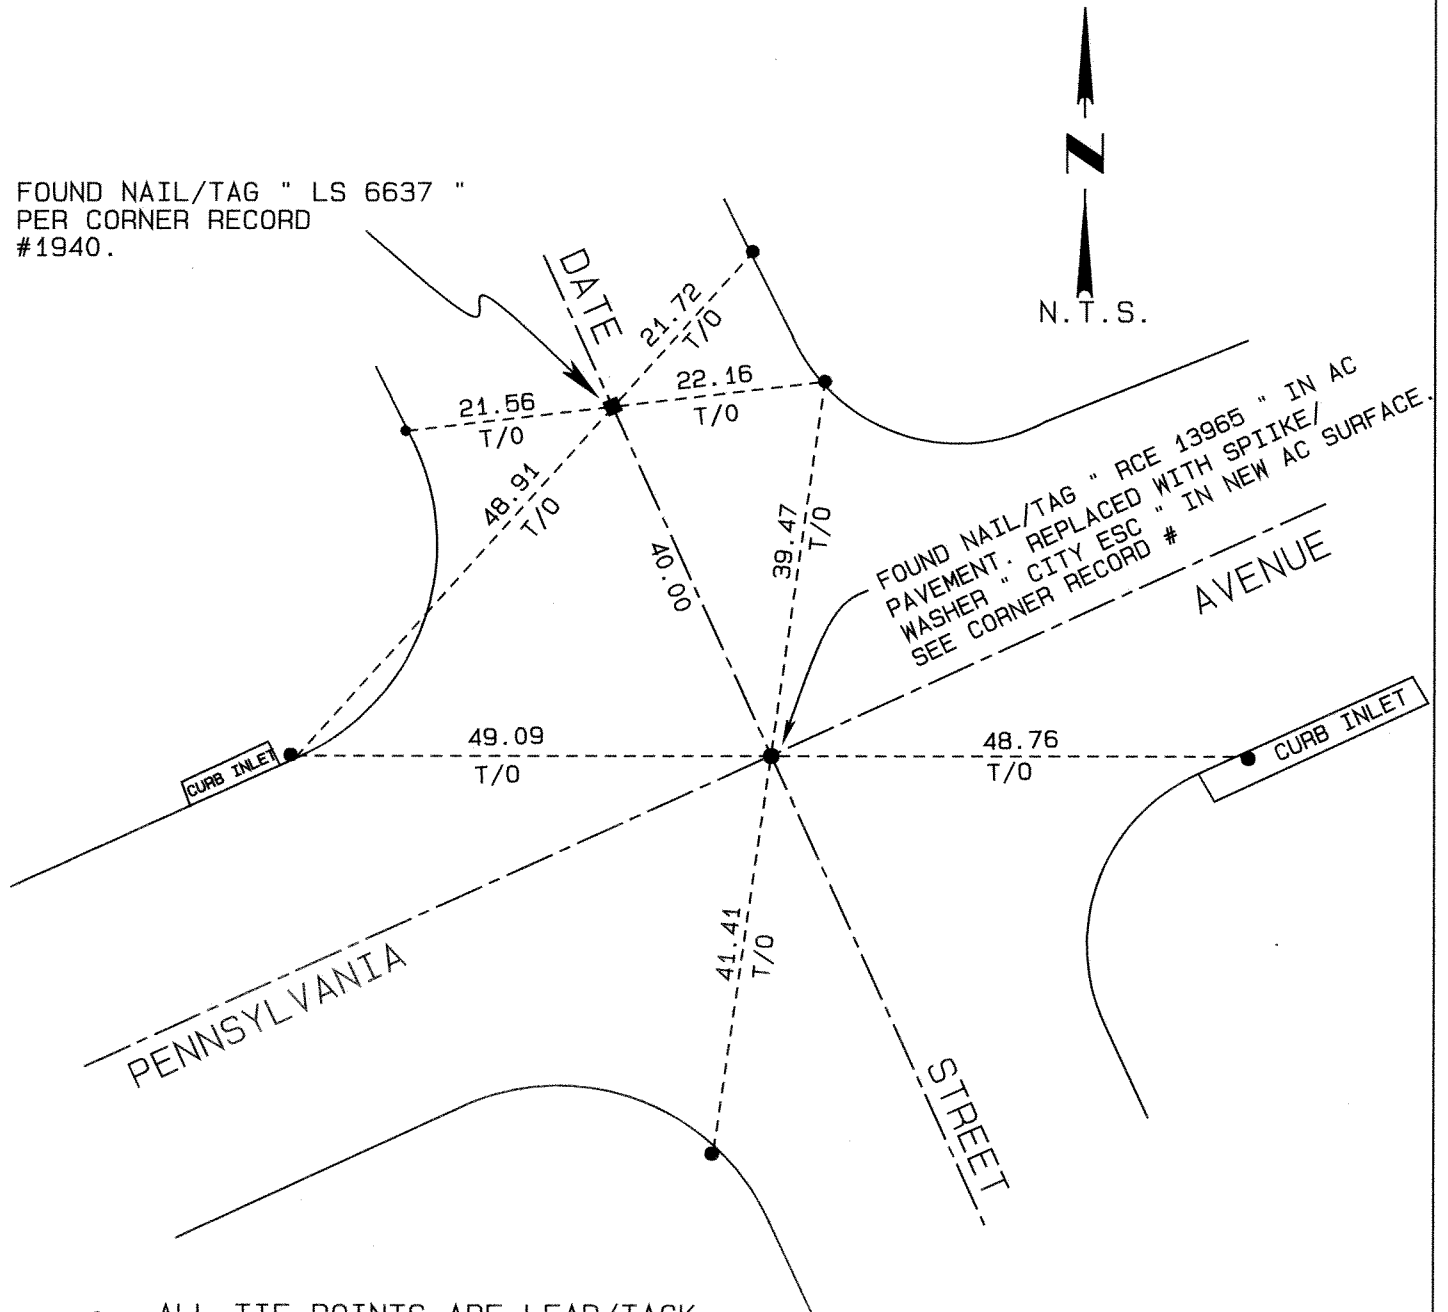 Z
N.T.S.
FOUND NAIL/TAG " LS 6637 "
PER CORNER RECORD
#1940.
DATE
21.72
T/O
21.56
T/O
22.16
T/O
48.91
T/O
40.00
39.47
T/O
FOUND NAIL/TAG " RCE 13965 " IN AC
PAVEMENT. REPLACED WITH SPIIKE/
WASHER " CITY ESC " IN NEW AC SURFACE.
SEE CORNER RECORD #
AVENUE
CURB INLET
49.09
T/O
48.76
T/O
CURB INLET
41.41
T/O
PENNSYLVANIA
STREET
ALL TIE POINTS ARE LEAD/TACK